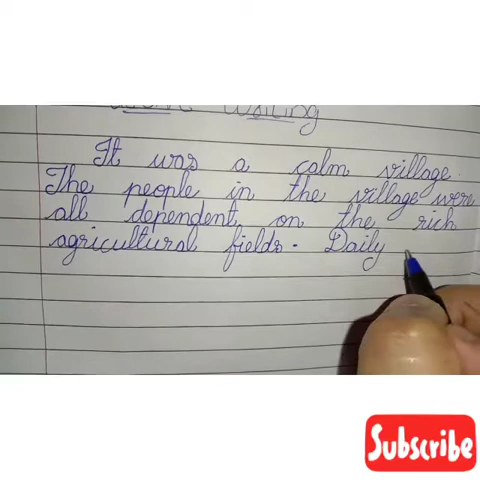 Writing
It was a calm village.
The people in the village were
all dependent on the rich
agricultural fields. Daily
Subscribe